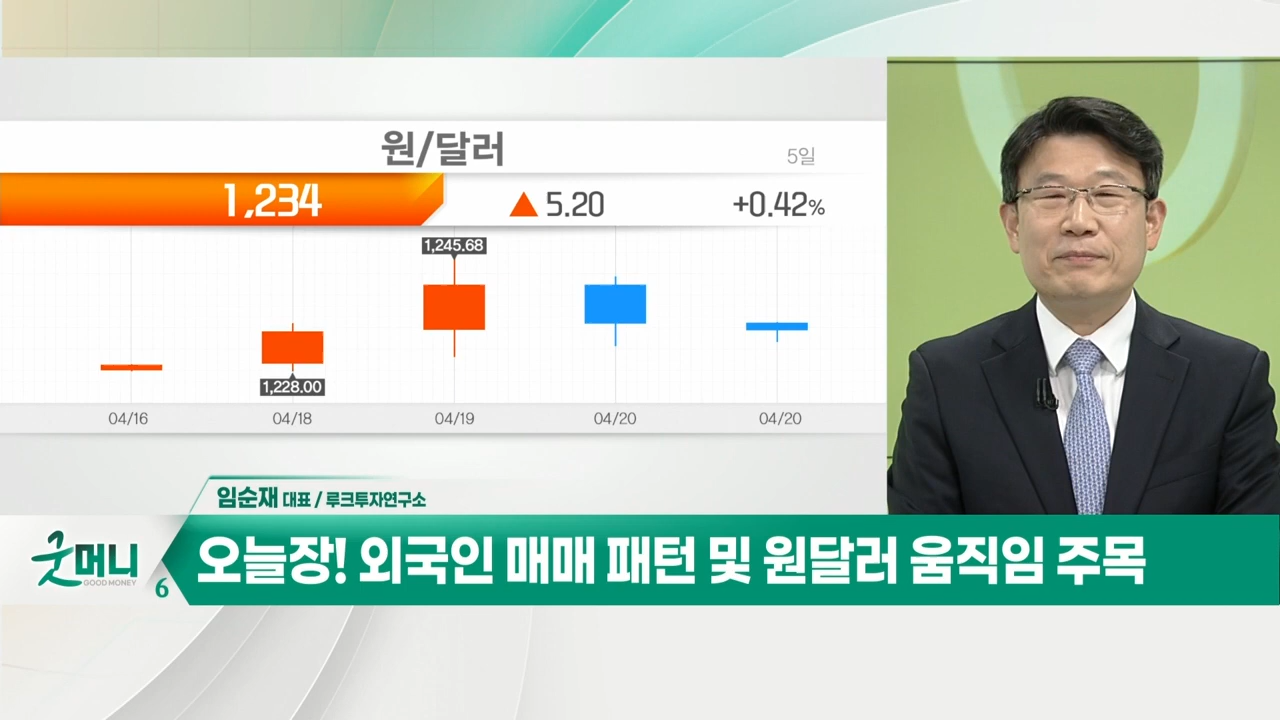 원/달러
5일
1,234 ▲ 5.20 +0.42%
1,245.68
1,228.00
04/16 04/18 04/19 04/20 04/20
임순재 대표 / 루크투자연구소
굿머니
GOOD MONEY
6
오늘장! 외국인 매매 패턴 및 원달러 움직임 주목